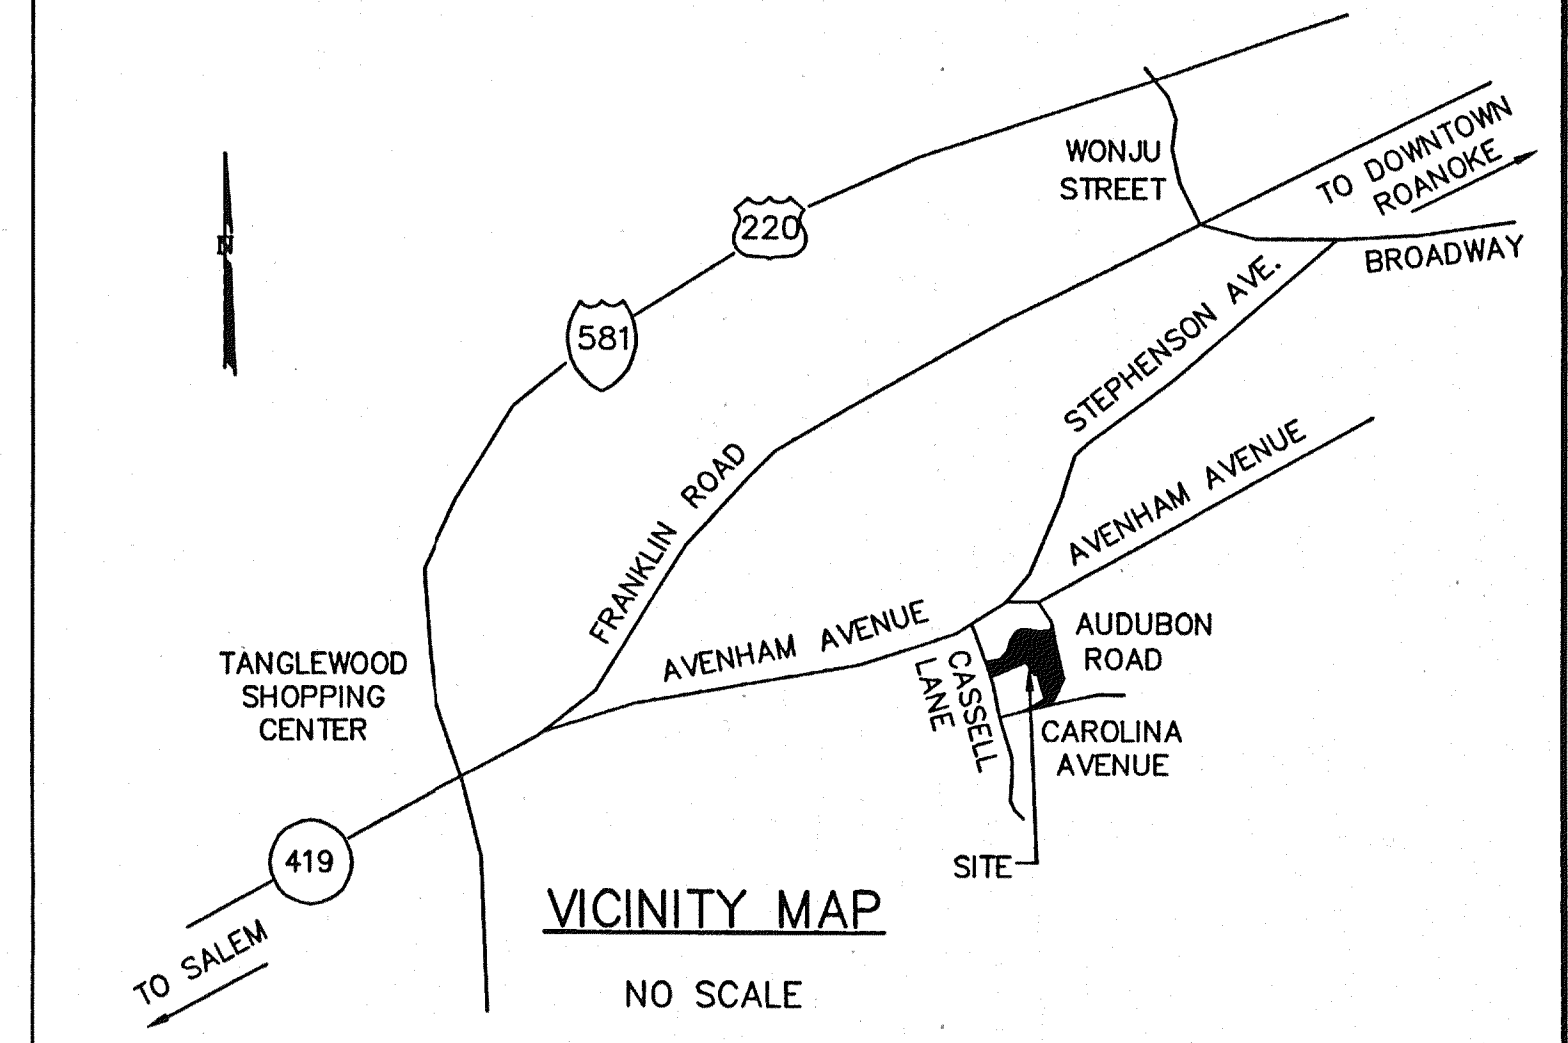 WONJU
STREET
TO DOWNTOWN
ROANOKE
N
220
BROADWAY
STEPHENSON AVE.
581
AVENHAM AVENUE
FRANKLIN ROAD
AVENHAM AVENUE
AUDUBON
ROAD
TANGLEWOOD
SHOPPING
CENTER
CASSELL
LANE
CAROLINA
AVENUE
419
SITE
VICINITY MAP
TO SALEM
NO SCALE